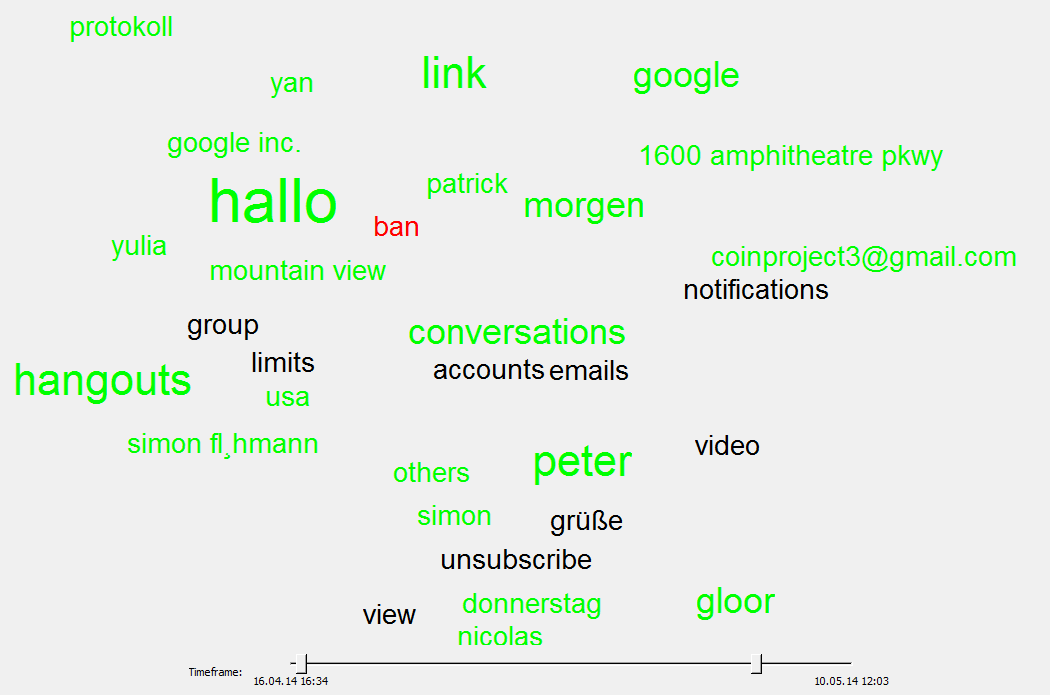 protokoll
link
google
yan
google inc.
1600 amphitheatre pkwy
patrick
hallo
morgen
ban
yulia
coinproject3@gmail.com
mountain view
notifications
group
conversations
limits
accounts emails
hangouts
usa
simon fl¸hmann
video
peter
others
simon
grüße
unsubscribe
gloor
donnerstag
view
nicolas
Timeframe:
16.04.14 16:34
10.05.14 12:03